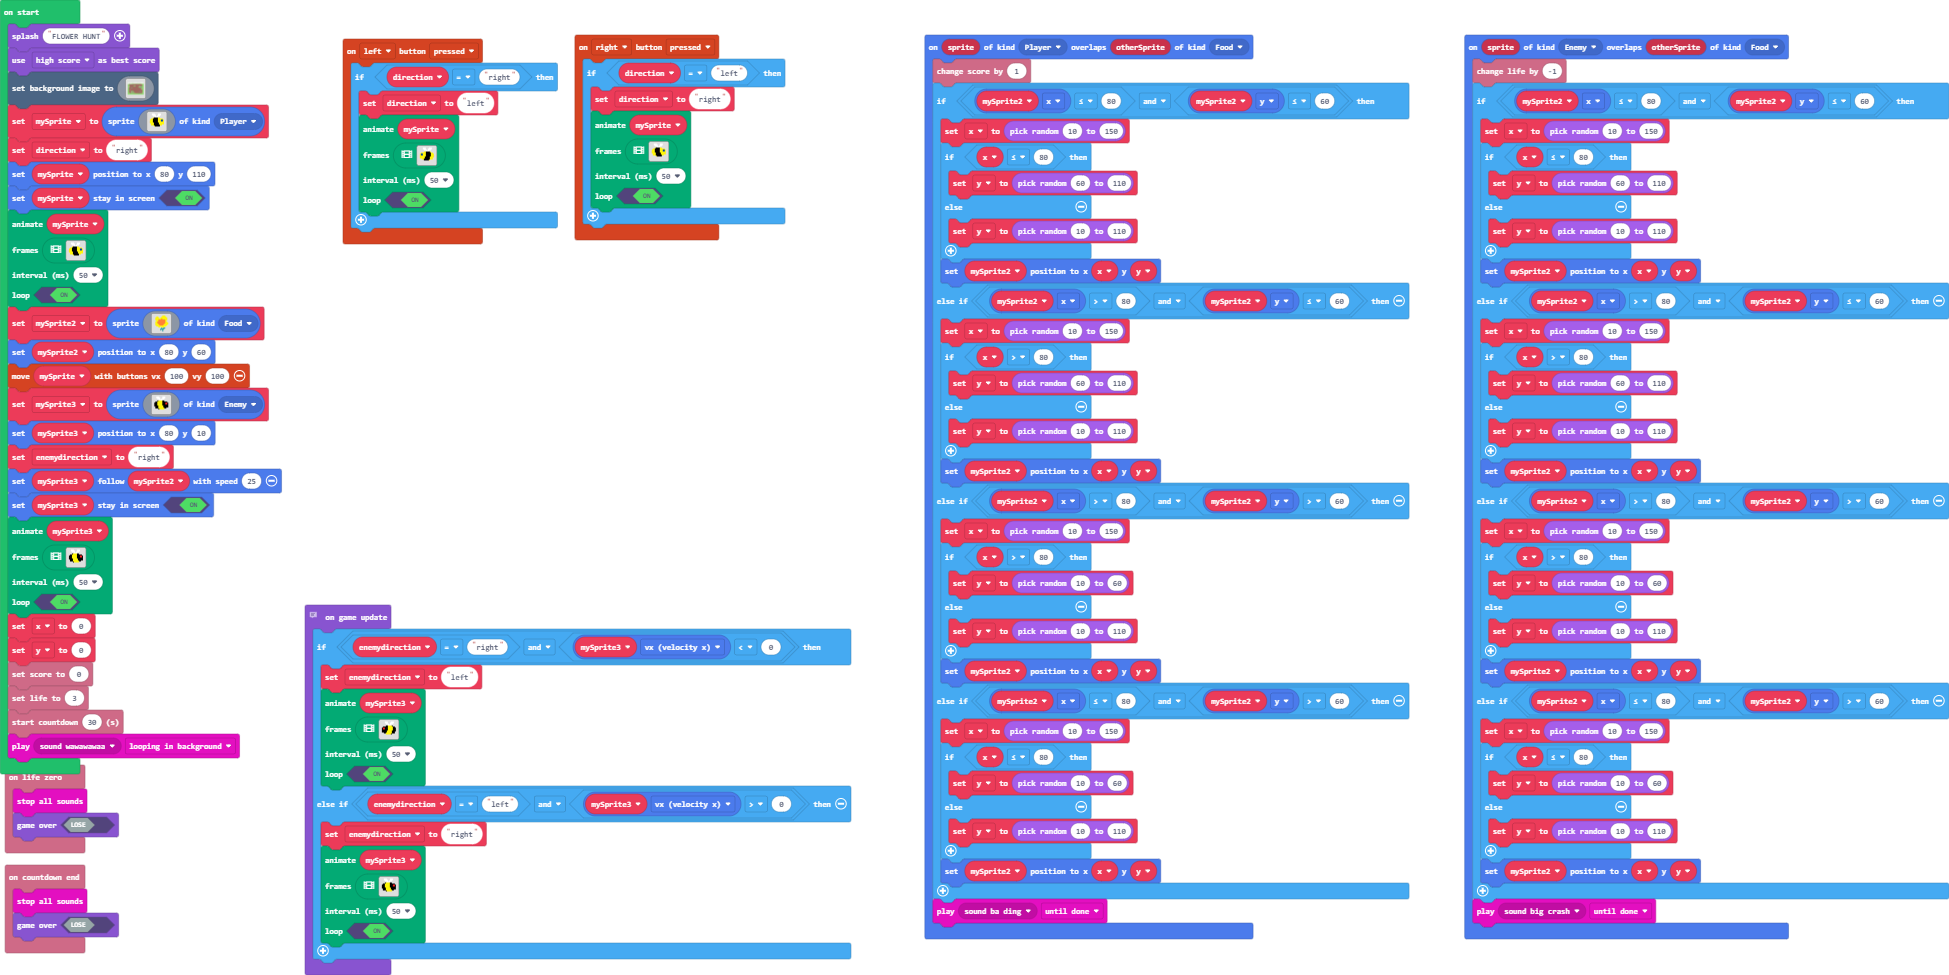 on start
splash "FLOWER HUNT"
use high score as best score
set background image to
set mySprite to sprite of kind Player
set direction to "right"
set mySprite position to x 80 y 110
set mySprite stay in screen ON
animate mySprite
frames
interval (ms) 50
loop ON
set mySprite2 to sprite of kind Food
set mySprite2 position to x 80 y 60
move mySprite with buttons vx 100 vy 100
set mySprite3 to sprite of kind Enemy
set mySprite3 position to x 80 y 10
set enemydirection to "right"
set mySprite3 follow mySprite2 with speed 25
set mySprite3 stay in screen ON
animate mySprite3
frames
interval (ms) 50
loop ON
set x to 0
set y to 0
set score to 0
set life to 3
start countdown 30 (s)
play sound wawawawaa looping in background
on life zero
stop all sounds
game over LOSE
on countdown end
stop all sounds
game over LOSE
on left button pressed
if direction = "right" then
set direction to "left"
animate mySprite
frames
interval (ms) 50
loop ON
on right button pressed
if direction = "left" then
set direction to "right"
animate mySprite
frames
interval (ms) 50
loop ON
on game update
if enemydirection = "right" and mySprite3 vx (velocity x) < 0 then
set enemydirection to "left"
animate mySprite3
frames
interval (ms) 50
loop ON
else if enemydirection = "left" and mySprite3 vx (velocity x) > 0 then
set enemydirection to "right"
animate mySprite3
frames
interval (ms) 50
loop ON
on sprite of kind Player overlaps otherSprite of kind Food
change score by 1
if mySprite2 x ≤ 80 and mySprite2 y ≤ 60 then
set x to pick random 10 to 150
if x ≤ 80 then
set y to pick random 60 to 110
else
set y to pick random 10 to 110
set mySprite2 position to x x y y
else if mySprite2 x > 80 and mySprite2 y ≤ 60 then
set x to pick random 10 to 150
if x > 80 then
set y to pick random 60 to 110
else
set y to pick random 10 to 110
set mySprite2 position to x x y y
else if mySprite2 x > 80 and mySprite2 y > 60 then
set x to pick random 10 to 150
if x > 80 then
set y to pick random 10 to 60
else
set y to pick random 10 to 110
set mySprite2 position to x x y y
else if mySprite2 x ≤ 80 and mySprite2 y > 60 then
set x to pick random 10 to 150
if x ≤ 80 then
set y to pick random 10 to 60
else
set y to pick random 10 to 110
set mySprite2 position to x x y y
play sound ba ding until done
on sprite of kind Enemy overlaps otherSprite of kind Food
change life by -1
if mySprite2 x ≤ 80 and mySprite2 y ≤ 60 then
set x to pick random 10 to 150
if x ≤ 80 then
set y to pick random 60 to 110
else
set y to pick random 10 to 110
set mySprite2 position to x x y y
else if mySprite2 x > 80 and mySprite2 y ≤ 60 then
set x to pick random 10 to 150
if x > 80 then
set y to pick random 60 to 110
else
set y to pick random 10 to 110
set mySprite2 position to x x y y
else if mySprite2 x > 80 and mySprite2 y > 60 then
set x to pick random 10 to 150
if x > 80 then
set y to pick random 10 to 60
else
set y to pick random 10 to 110
set mySprite2 position to x x y y
else if mySprite2 x ≤ 80 and mySprite2 y > 60 then
set x to pick random 10 to 150
if x ≤ 80 then
set y to pick random 10 to 60
else
set y to pick random 10 to 110
set mySprite2 position to x x y y
play sound big crash until done